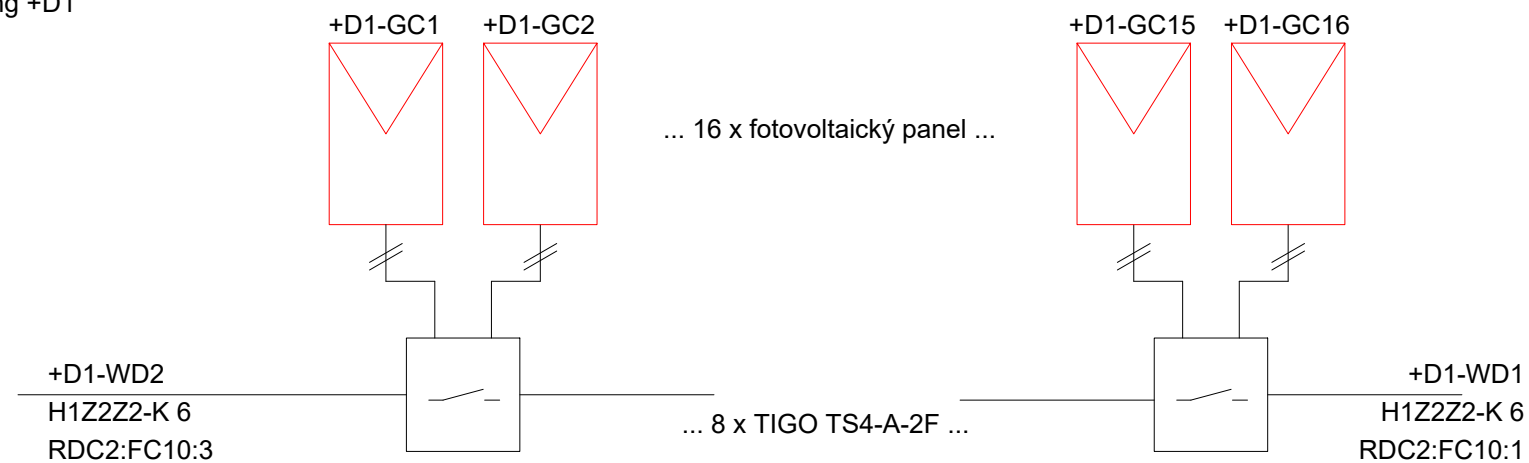 +D1
+D1-GC1 +D1-GC2 +D1-GC15 +D1-GC16
... 16 x fotovoltaický panel ...
+D1-WD2 +D1-WD1
H1Z2Z2-K 6 H1Z2Z2-K 6
... 8 x TIGO TS4-A-2F ...
RDC2:FC10:3 RDC2:FC10:1